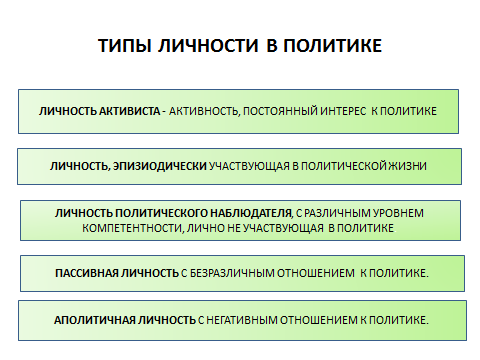 ТИПЫ ЛИЧНОСТИ В ПОЛИТИКЕ
ЛИЧНОСТЬ АКТИВИСТА - АКТИВНОСТЬ, ПОСТОЯННЫЙ ИНТЕРЕС К ПОЛИТИКЕ
ЛИЧНОСТЬ, ЭПИЗИОДИЧЕСКИ УЧАСТВУЮЩАЯ В ПОЛИТИЧЕСКОЙ ЖИЗНИ
ЛИЧНОСТЬ ПОЛИТИЧЕСКОГО НАБЛЮДАТЕЛЯ, С РАЗЛИЧНЫМ УРОВНЕМ
КОМПЕТЕНТНОСТИ, ЛИЧНО НЕ УЧАСТВУЮЩАЯ В ПОЛИТИКЕ
ПАССИВНАЯ ЛИЧНОСТЬ С БЕЗРАЗЛИЧНЫМ ОТНОШЕНИЕМ К ПОЛИТИКЕ.
АПОЛИТИЧНАЯ ЛИЧНОСТЬ С НЕГАТИВНЫМ ОТНОШЕНИЕМ К ПОЛИТИКЕ.